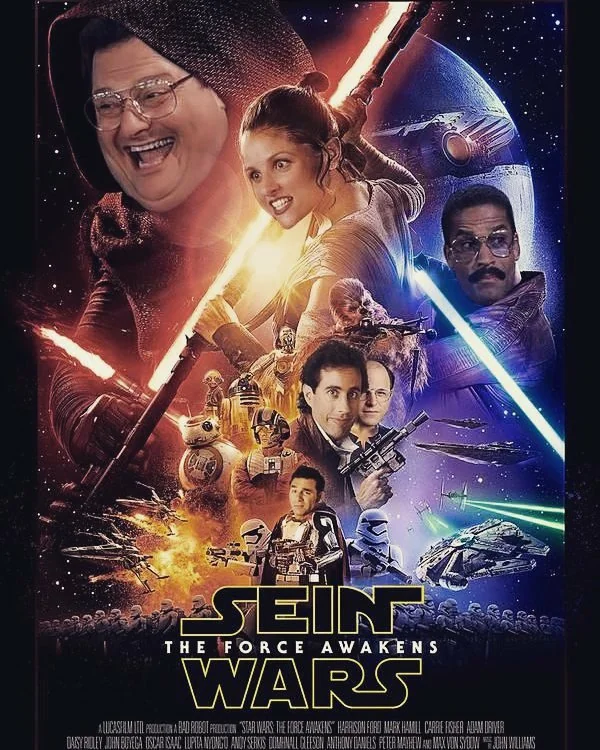 SEIN
THE FORCE AWAKENS
WARS
A LUCASFILM LTD. PRODUCTION A BAD ROBOT PRODUCTION "STAR WARS: THE FORCE AWAKENS" HARRISON FORD MARK HAMILL CARRIE FISHER ADAM DRIVER
DAISY RIDLEY JOHN BOYEGA OSCAR ISAAC LUPITA NYONG'O ANDY SERKIS DOMHNALL GLEESON ANTHONY DANIELS PETER MAYHEW AND MAX VON SYDOW JOHN WILLIAMS